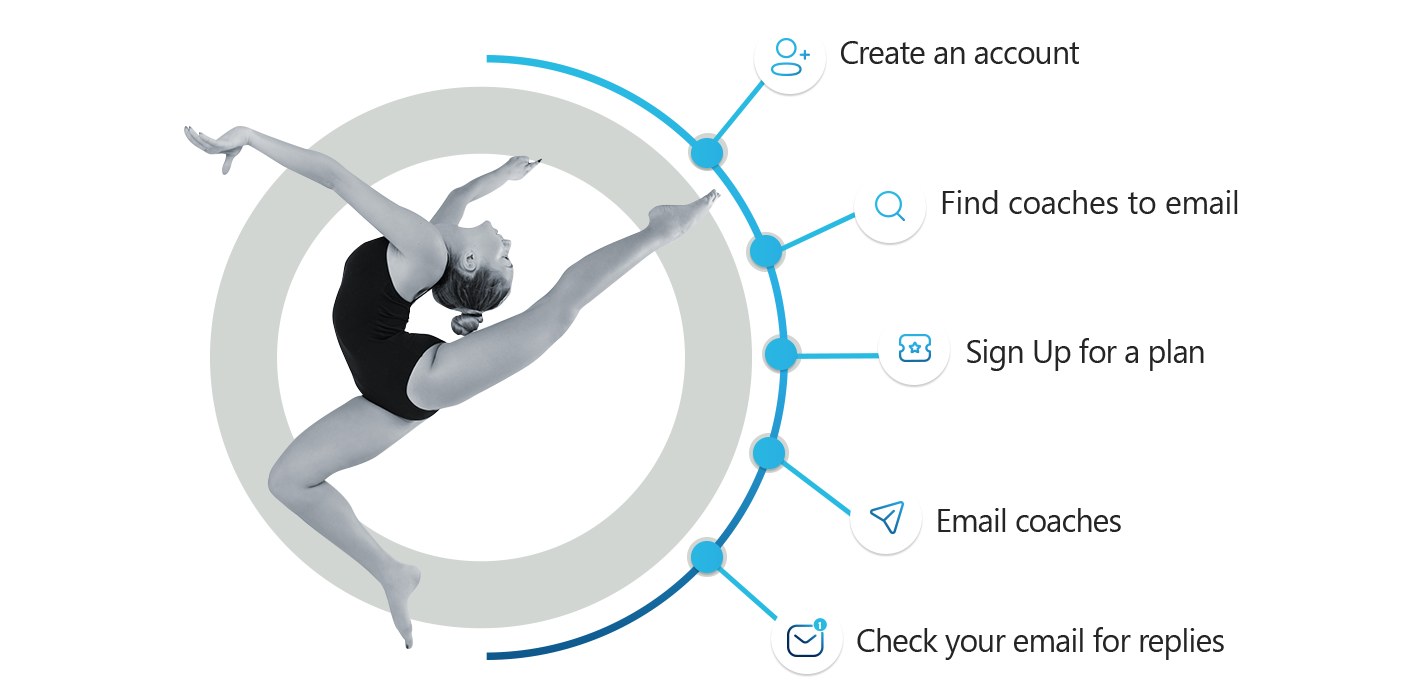 Create an account
Find coaches to email
Sign Up for a plan
Email coaches
1
Check your email for replies